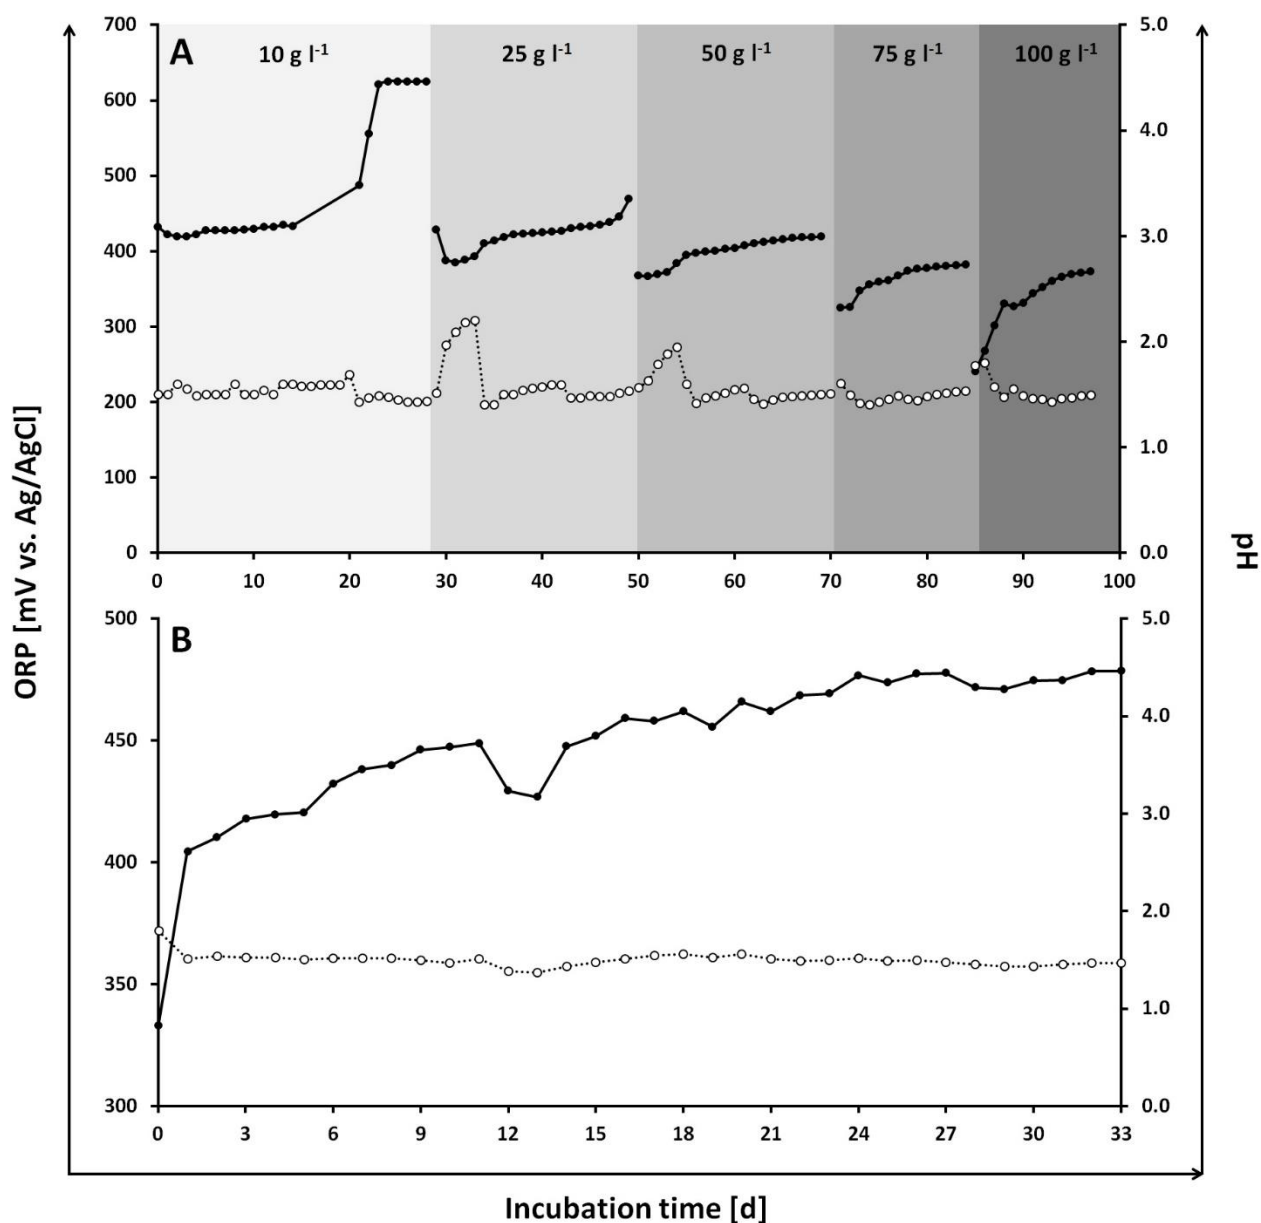 A
10 g l⁻¹ 25 g l⁻¹ 50 g l⁻¹ 75 g l⁻¹ 100 g l⁻¹
700 5.0
600 4.0
500
400 3.0
300 2.0
200
100 1.0
0 0.0
0 10 20 30 40 50 60 70 80 90 100
B
500 5.0
4.0
450
3.0
400
2.0
350
1.0
300 0.0
0 3 6 9 12 15 18 21 24 27 30 33
ORP [mV vs. Ag/AgCl]
pH
Incubation time [d]